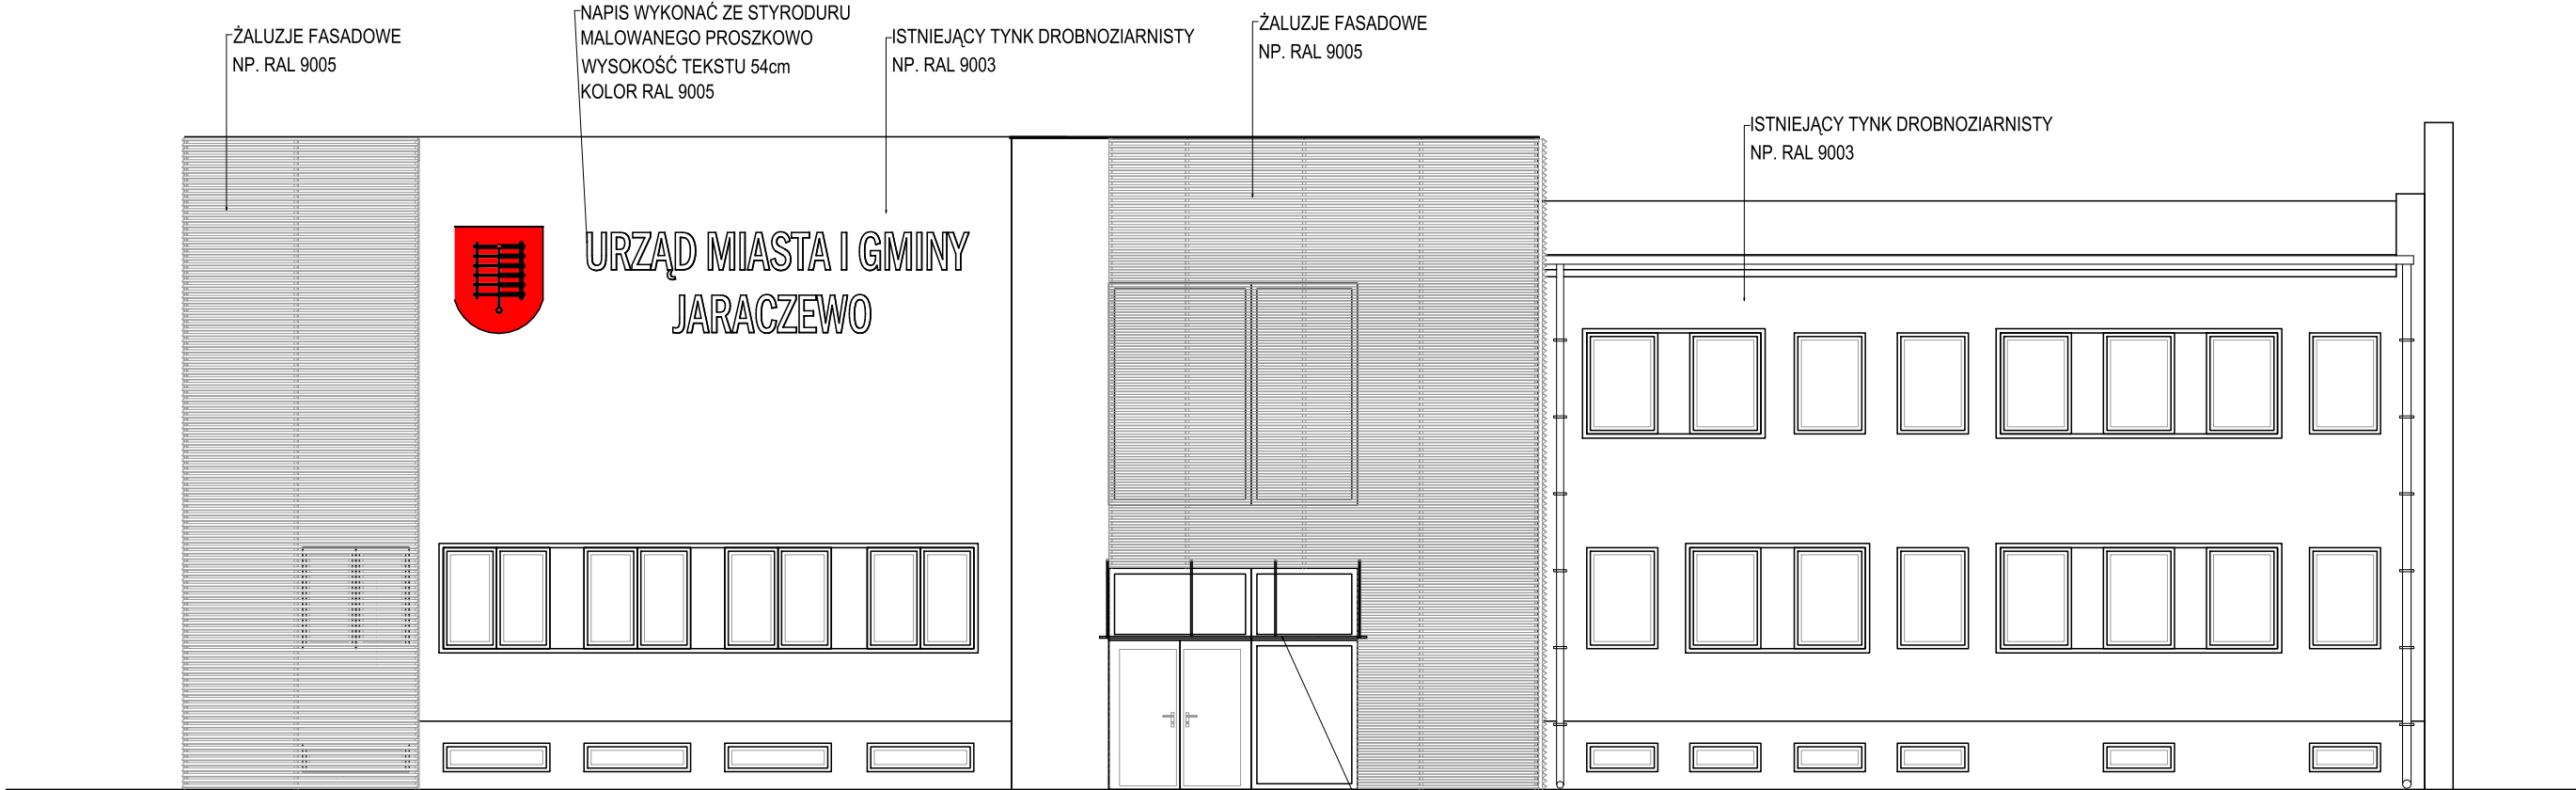 ŻALUZJE FASADOWE
NP. RAL 9005
NAPIS WYKONAĆ ZE STYRODURU
MALOWANEGO PROSZKOWO
WYSOKOŚĆ TEKSTU 54cm
KOLOR RAL 9005
ISTNIEJĄCY TYNK DROBNOZIARNISTY
NP. RAL 9003
ŻALUZJE FASADOWE
NP. RAL 9005
ISTNIEJĄCY TYNK DROBNOZIARNISTY
NP. RAL 9003
URZĄD MIASTA I GMINY
JARACZEWO